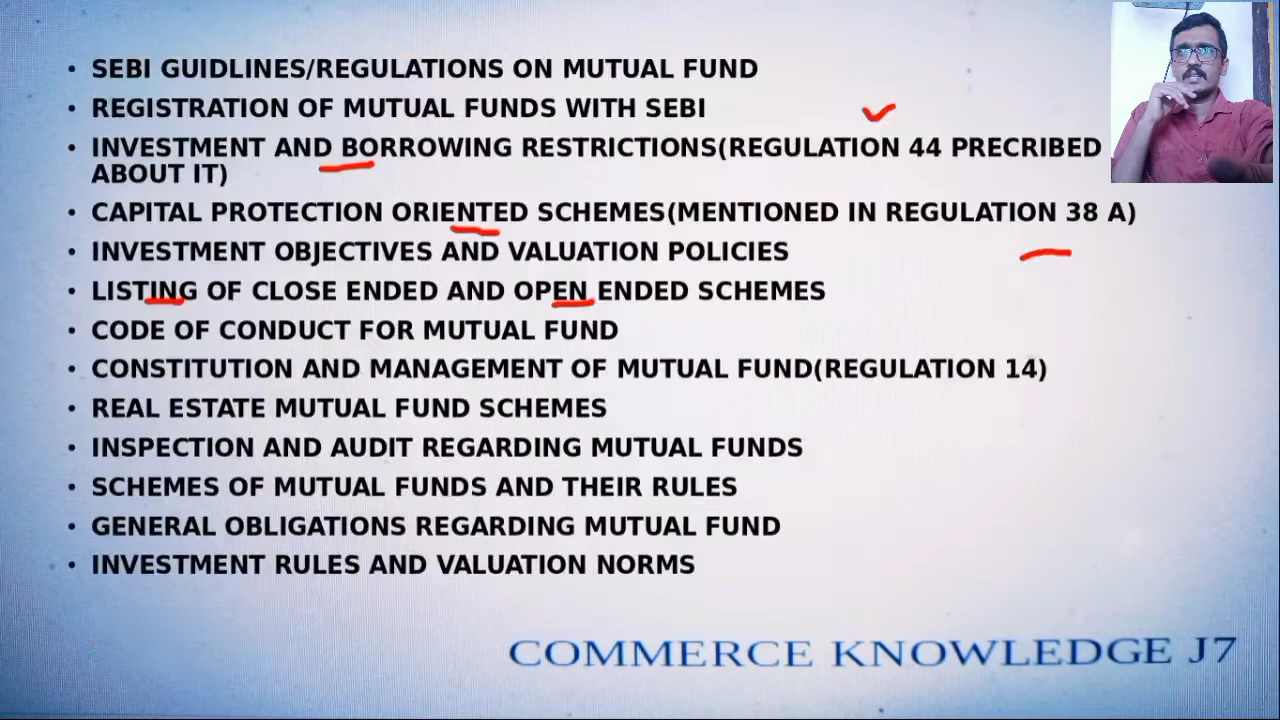 • SEBI GUIDLINES/REGULATIONS ON MUTUAL FUND
• REGISTRATION OF MUTUAL FUNDS WITH SEBI
• INVESTMENT AND BORROWING RESTRICTIONS(REGULATION 44 PRECRIBED
ABOUT IT)
• CAPITAL PROTECTION ORIENTED SCHEMES(MENTIONED IN REGULATION 38 A)
• INVESTMENT OBJECTIVES AND VALUATION POLICIES
• LISTING OF CLOSE ENDED AND OPEN ENDED SCHEMES
• CODE OF CONDUCT FOR MUTUAL FUND
• CONSTITUTION AND MANAGEMENT OF MUTUAL FUND(REGULATION 14)
• REAL ESTATE MUTUAL FUND SCHEMES
• INSPECTION AND AUDIT REGARDING MUTUAL FUNDS
• SCHEMES OF MUTUAL FUNDS AND THEIR RULES
• GENERAL OBLIGATIONS REGARDING MUTUAL FUND
• INVESTMENT RULES AND VALUATION NORMS
COMMERCE KNOWLEDGE J7